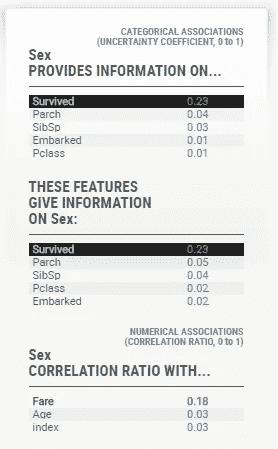 CATEGORICAL ASSOCIATIONS
(UNCERTAINTY COEFFICIENT, 0 to 1)
Sex
PROVIDES INFORMATION ON...
Survived 0.23
Parch 0.04
SibSp 0.03
Embarked 0.01
Pclass 0.01
THESE FEATURES
GIVE INFORMATION
ON Sex:
Survived 0.23
Parch 0.05
SibSp 0.04
Pclass 0.02
Embarked 0.02
NUMERICAL ASSOCIATIONS
(CORRELATION RATIO, 0 to 1)
Sex
CORRELATION RATIO WITH...
Fare 0.18
Age 0.03
index 0.03